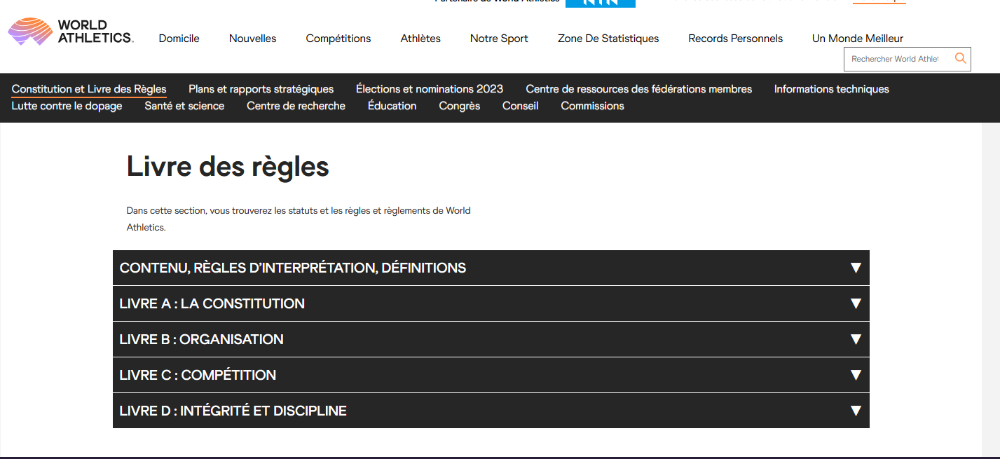 Partenaire de World Athletics
WORLD
ATHLETICS.
Domicile Nouvelles Compétitions Athlètes Notre Sport Zone De Statistiques Records Personnels Un Monde Meilleur
Rechercher World Athlet
Constitution et Livre des Règles Plans et rapports stratégiques Élections et nominations 2023 Centre de ressources des fédérations membres Informations techniques
Lutte contre le dopage Santé et science Centre de recherche Éducation Congrès Conseil Commissions
Livre des règles
Dans cette section, vous trouverez les statuts et les règles et règlements de World
Athletics.
CONTENU, RÈGLES D’INTERPRÉTATION, DÉFINITIONS ▼
LIVRE A : LA CONSTITUTION ▼
LIVRE B : ORGANISATION ▼
LIVRE C : COMPÉTITION ▼
LIVRE D : INTÉGRITÉ ET DISCIPLINE ▼